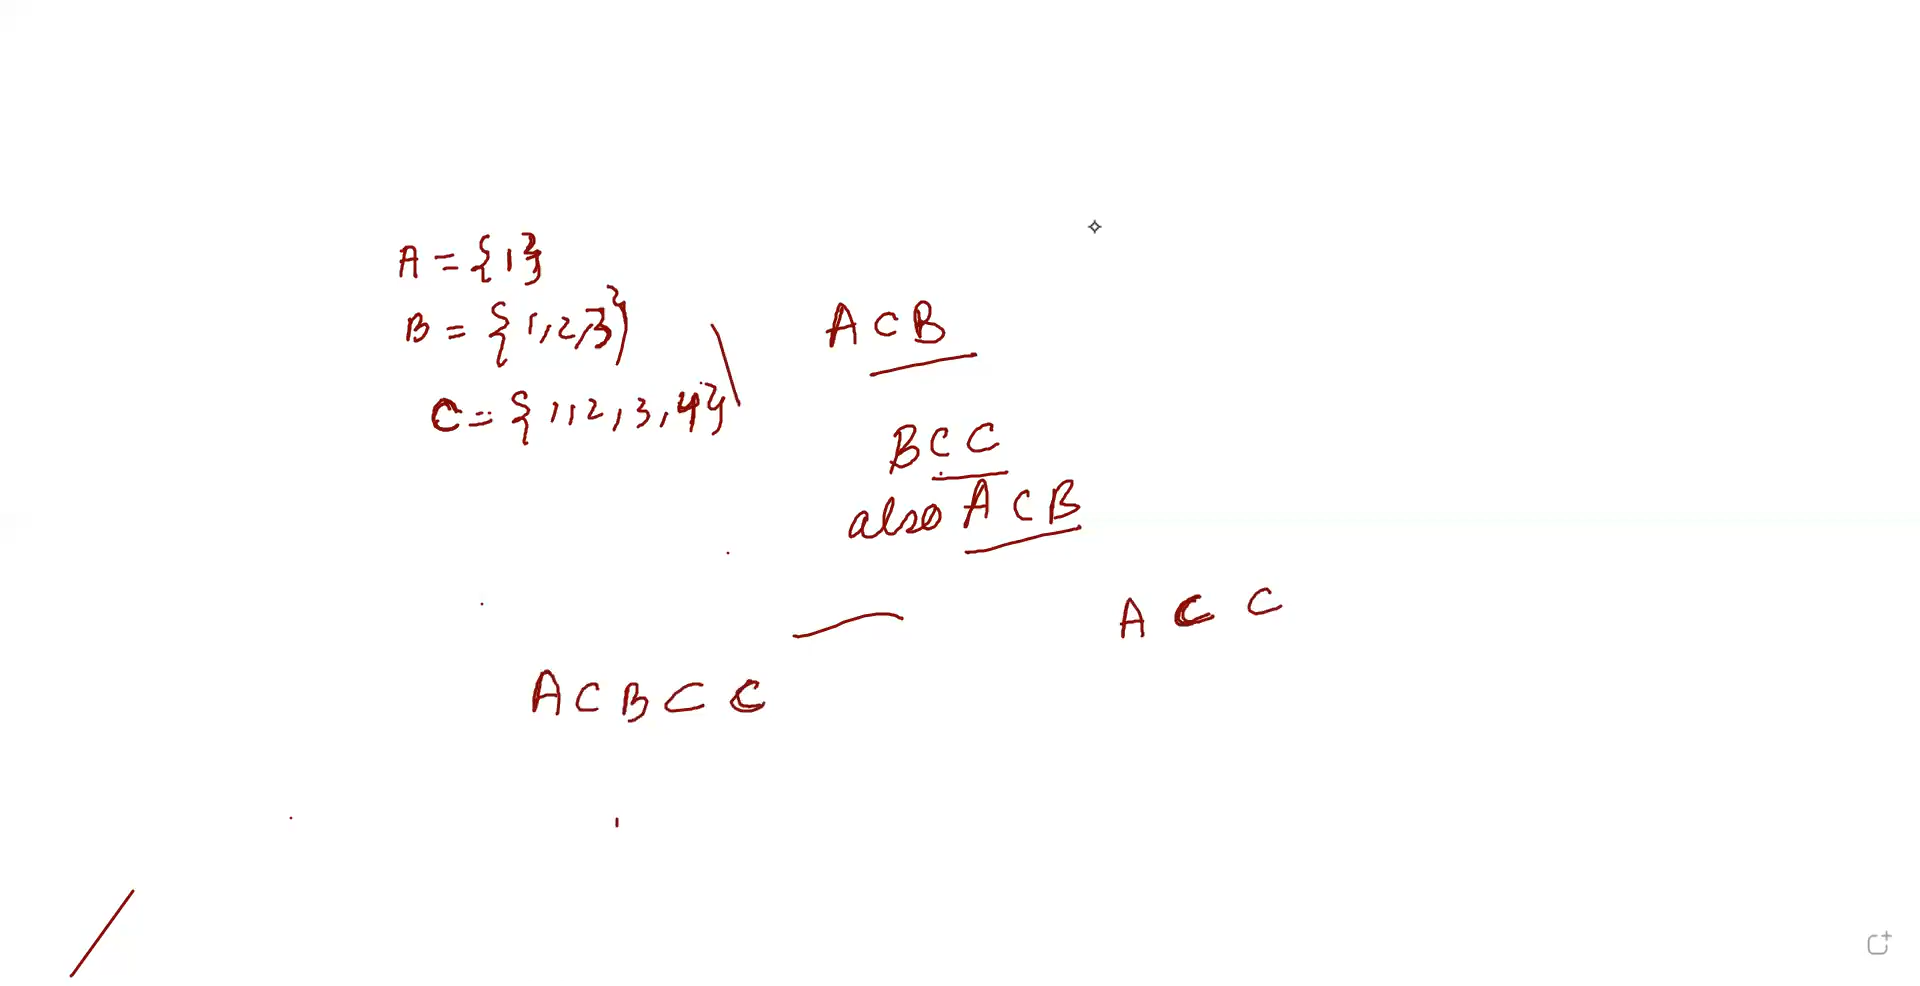 A = {1}
B = {1,2,3}
C = {1,2,3,4}
A ⊂ B
B ⊂ C
also A ⊂ B
A ⊂ C
A ⊂ B ⊂ C